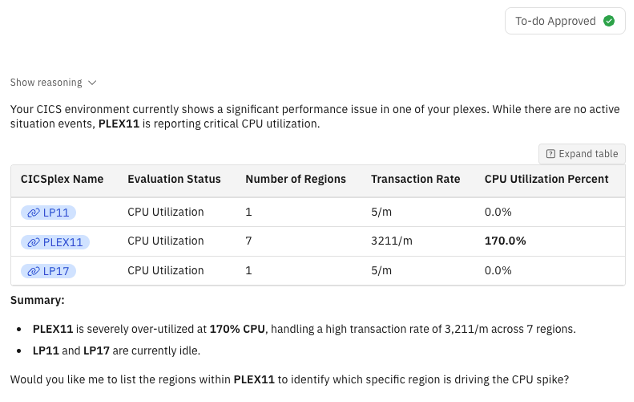 To-do Approved
Show reasoning
Your CICS environment currently shows a significant performance issue in one of your plexes. While there are no active
situation events, PLEX11 is reporting critical CPU utilization.
Expand table
CICSplex Name Evaluation Status Number of Regions Transaction Rate CPU Utilization Percent
LP11 CPU Utilization 1 5/m 0.0%
PLEX11 CPU Utilization 7 3211/m 170.0%
LP17 CPU Utilization 1 5/m 0.0%
Summary:
• PLEX11 is severely over-utilized at 170% CPU, handling a high transaction rate of 3,211/m across 7 regions.
• LP11 and LP17 are currently idle.
Would you like me to list the regions within PLEX11 to identify which specific region is driving the CPU spike?